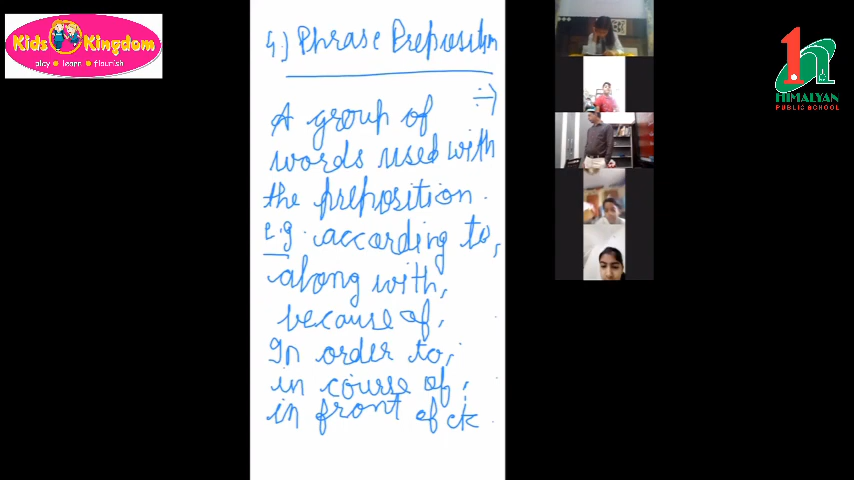 Kids Kingdom
play learn flourish
4.) Phrase Preposition
A group of
words used with
the preposition.
e.g. according to,
along with,
because of,
In order to,
in course of,
in front of etc
HIMALYAN
PUBLIC SCHOOL